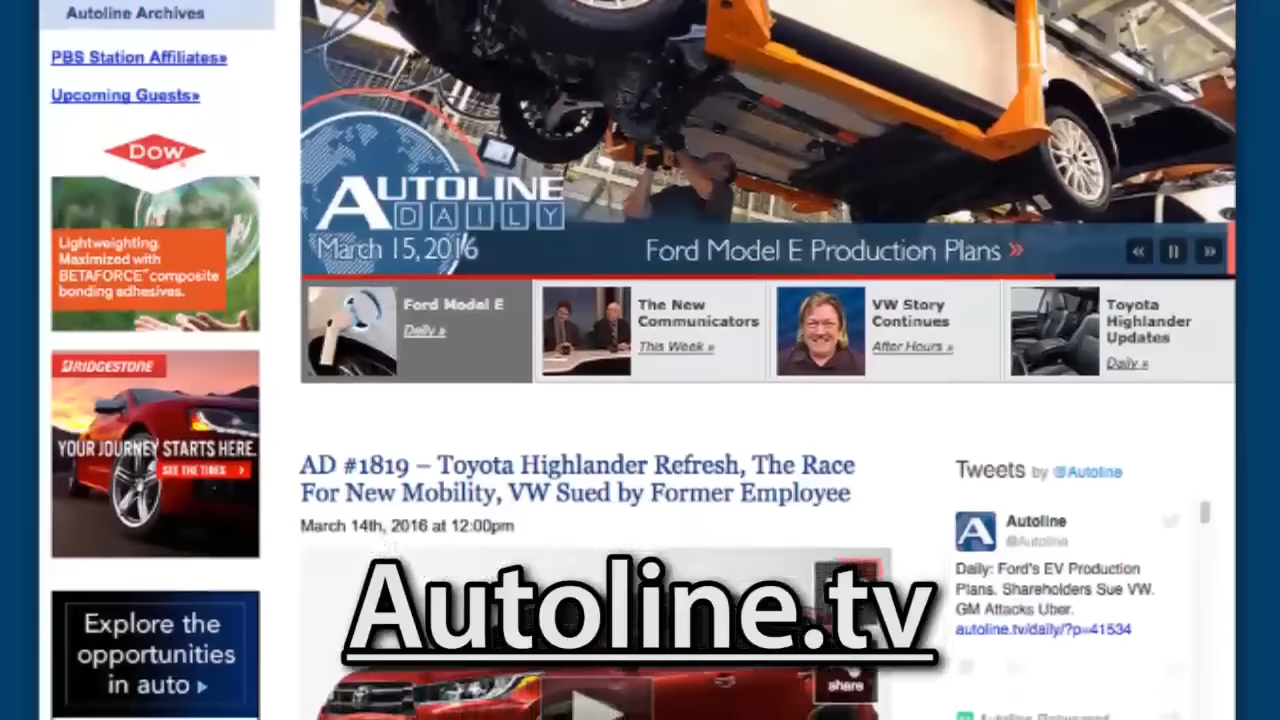 Autoline Archives
PBS Station Affiliates»
Upcoming Guests»
DOW
Lightweighting.
Maximized with
BETAFORCE™ composite
bonding adhesives.
BRIDGESTONE
YOUR JOURNEY STARTS HERE.
SEE THE TIRES
Explore the
opportunities
in auto
AUTOLINE
DAILY
March 15, 2016
Ford Model E Production Plans »
Ford Model E
Daily »
The New
Communicators
This Week »
VW Story
Continues
After Hours »
Toyota
Highlander
Updates
Daily »
AD #1819 – Toyota Highlander Refresh, The Race
For New Mobility, VW Sued by Former Employee
March 14th, 2016 at 12:00pm
Autoline.tv
share
Tweets by @Autoline
Autoline
@Autoline
Daily: Ford's EV Production
Plans. Shareholders Sue VW.
GM Attacks Uber.
autoline.tv/daily/?p=41534
Autoline Retweeted